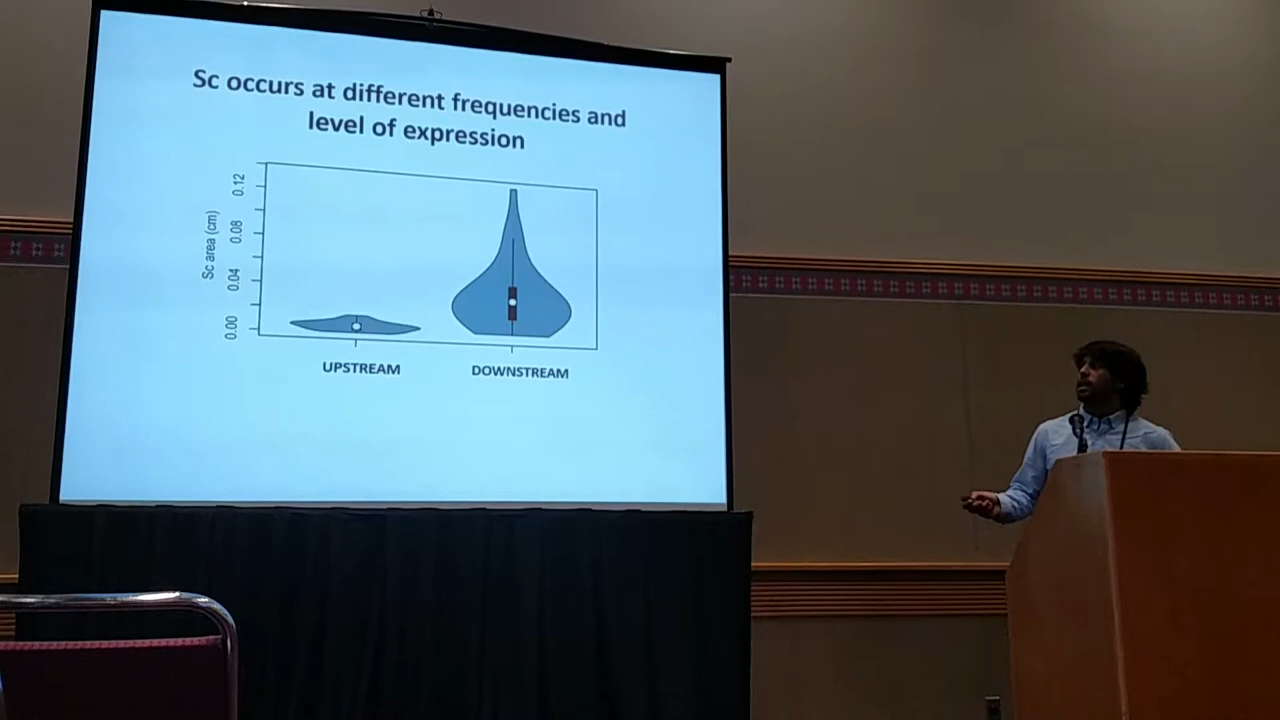 Sc occurs at different frequencies and
level of expression
Sc area (cm)
0.12
0.08
0.04
0.00
UPSTREAM
DOWNSTREAM